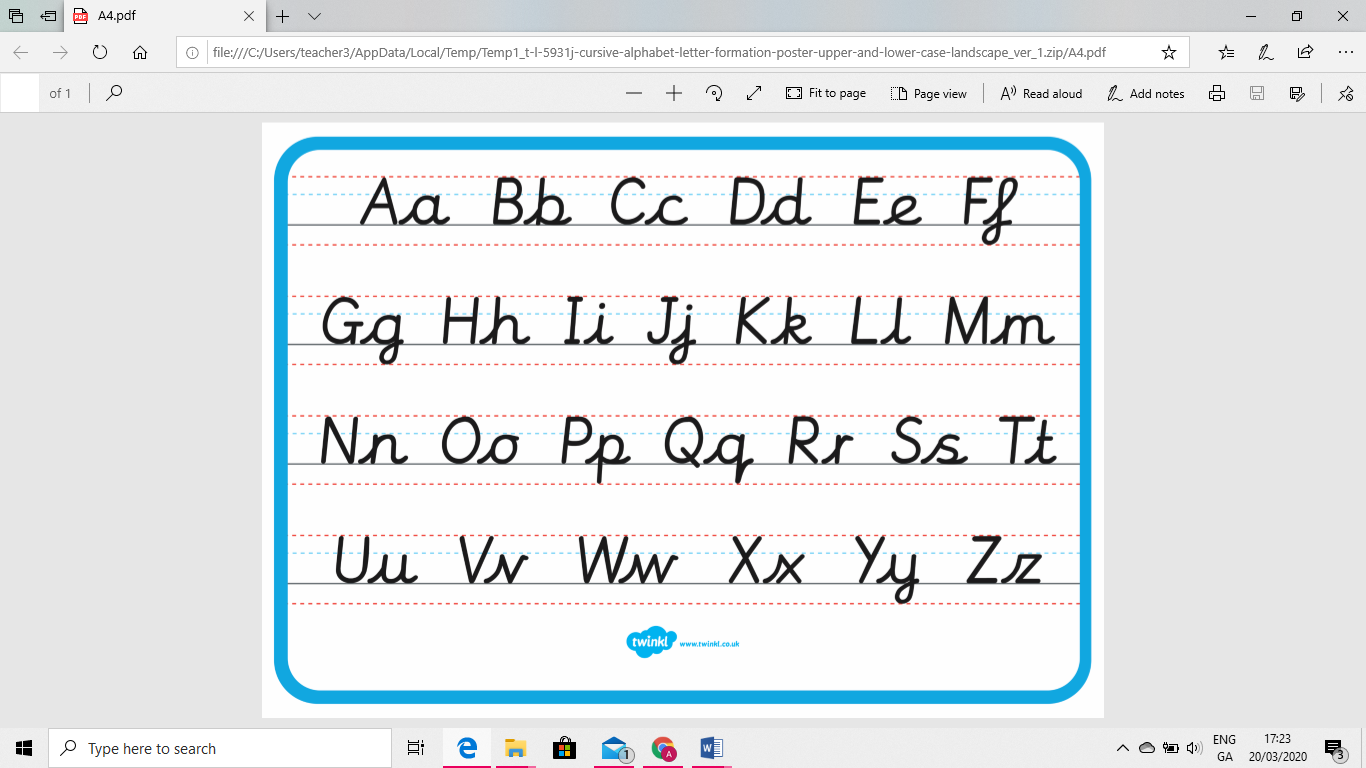 A4.pdf
file:///C:/Users/teacher3/AppData/Local/Temp/Temp1_t-l-5931j-cursive-alphabet-letter-formation-poster-upper-and-lower-case-landscape_ver_1.zip/A4.pdf
of 1 Fit to page Page view Read aloud Add notes
Aa Bb Cc Dd Ee Ff
Gg Hh Ii Jj Kk Ll Mm
Nn Oo Pp Qq Rr Ss Tt
Uu Vv Ww Xx Yy Zz
twinkl www.twinkl.co.uk
Type here to search 1 A ENG 17:23
GA 20/03/2020 3